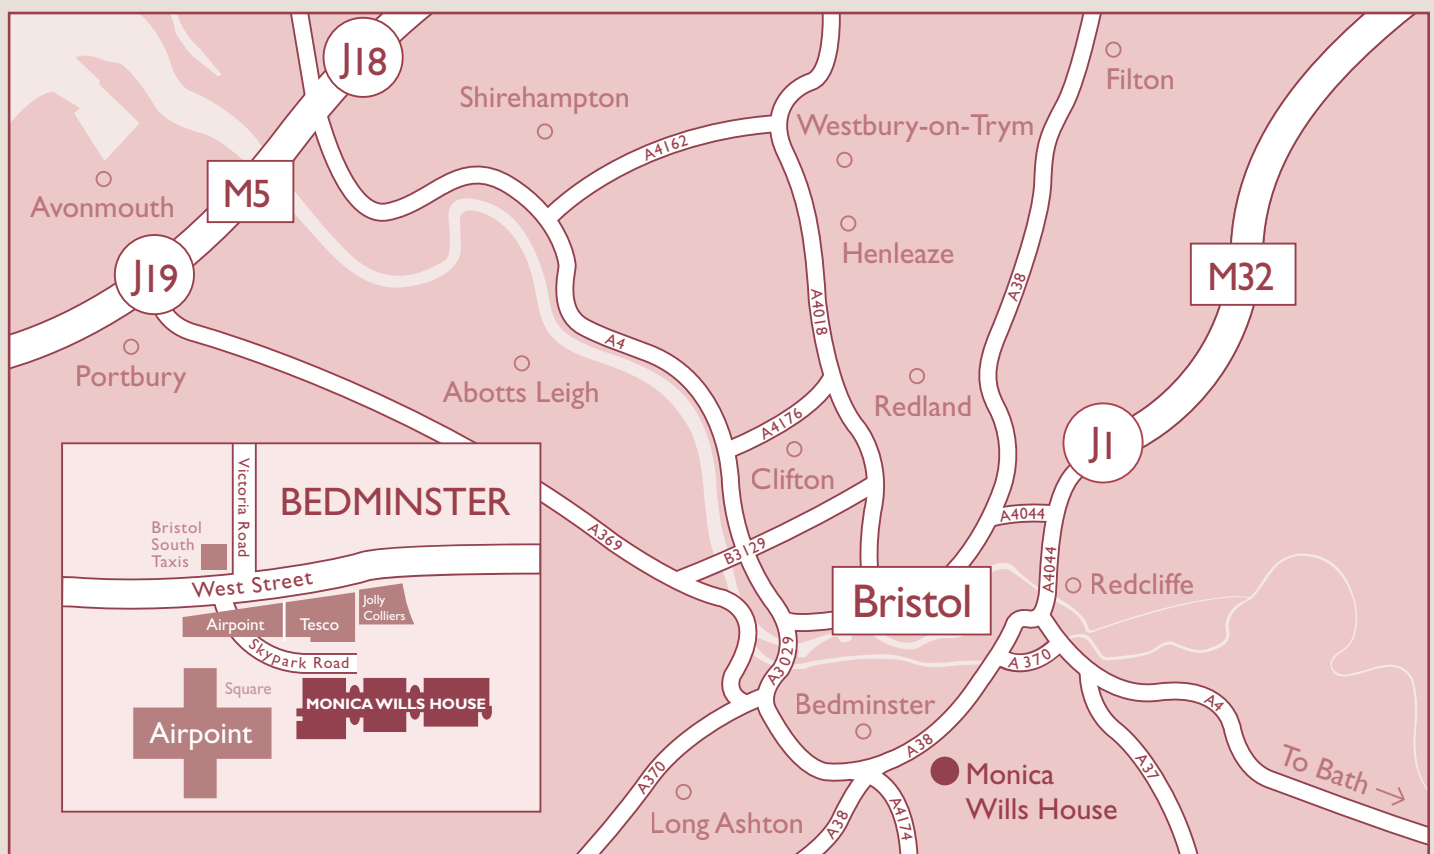 J18
Filton
Shirehampton
Westbury-on-Trym
A4162
M5
Avonmouth
Henleaze
J19
M32
A38
A4018
A4
Portbury
Abotts Leigh
Redland
A4176
J1
Clifton
A4044
A369
B3129
A4044
Redcliffe
Bristol
A3029
A 370
Bedminster
A4
A38
A37
To Bath
A370
Monica
Wills House
Long Ashton
A38
A4174
BEDMINSTER
Victoria Road
Bristol
South
Taxis
West Street
Jolly
Colliers
Airpoint
Tesco
Skypark Road
Square
MONICA WILLS HOUSE
Airpoint